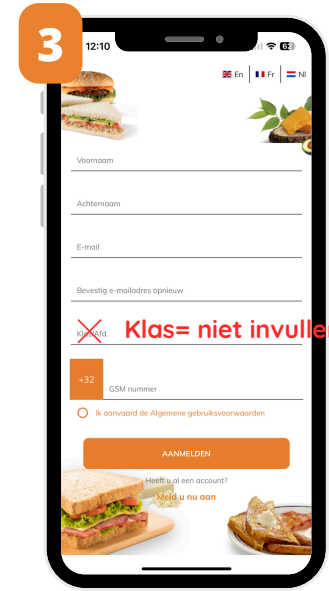 3
12:10
62
En
Fr
Nl
Voornaam
Achternaam
E-mail
Bevestig e-mailadres opnieuw
Klas/Afd.
Klas= niet invullen
+32
GSM nummer
Ik aanvaard de Algemene gebruiksvoorwaarden
AANMELDEN
Heeft u al een account?
Meld u nu aan